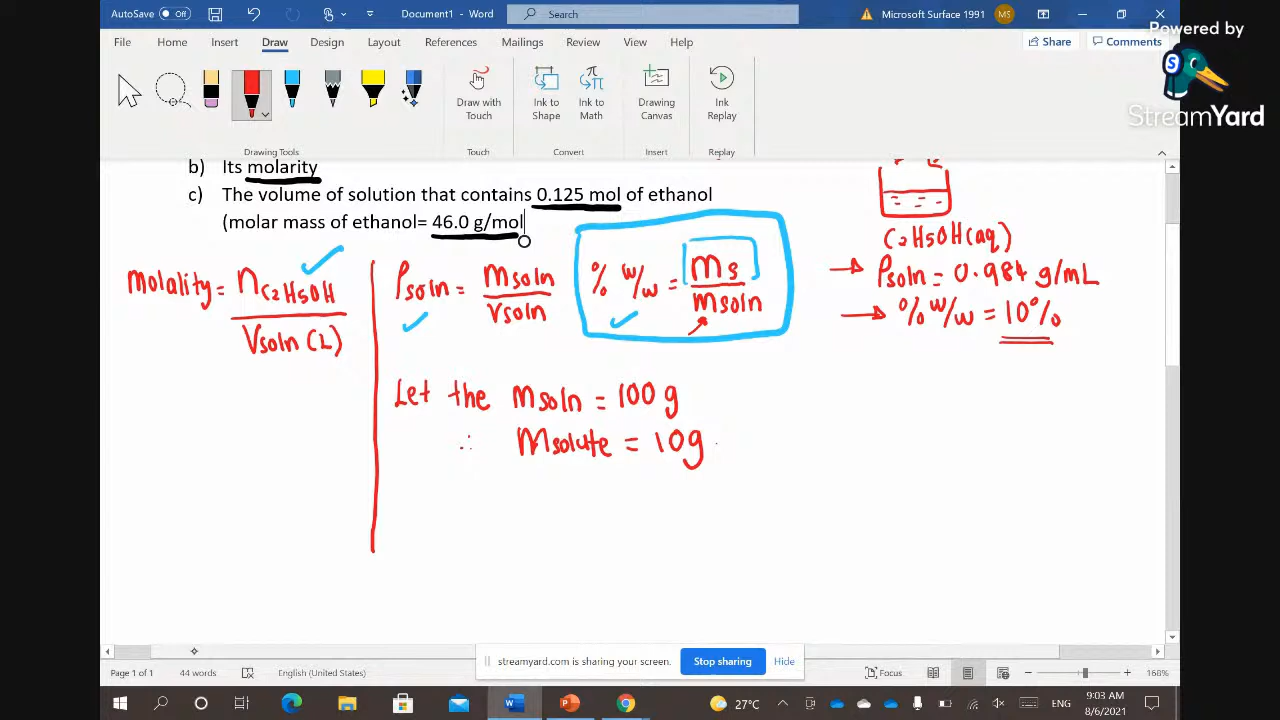 AutoSave Off
Document1 - Word
Search
Microsoft Surface 1991
MS
File Home Insert Draw Design Layout References Mailings Review View Help
Share Comments
Powered by
S
StreamYard
Draw with Touch
Ink to Shape
Ink to Math
Drawing Canvas
Ink Replay
Drawing Tools Touch Convert Insert Replay
b) Its molarity
c) The volume of solution that contains 0.125 mol of ethanol
(molar mass of ethanol= 46.0 g/mol
C2H5OH(aq)
ρsoln = 0.984 g/mL
% w/w = 10%
Molality = nC2H5OH
Vsoln (L)
ρsoln = msoln
vsoln
% w/w = ms
msoln
Let the msoln = 100 g
∴ Msolute = 10g
streamyard.com is sharing your screen. Stop sharing Hide
Page 1 of 1 44 words English (United States) Focus 168%
27°C ENG 9:03 AM
8/6/2021